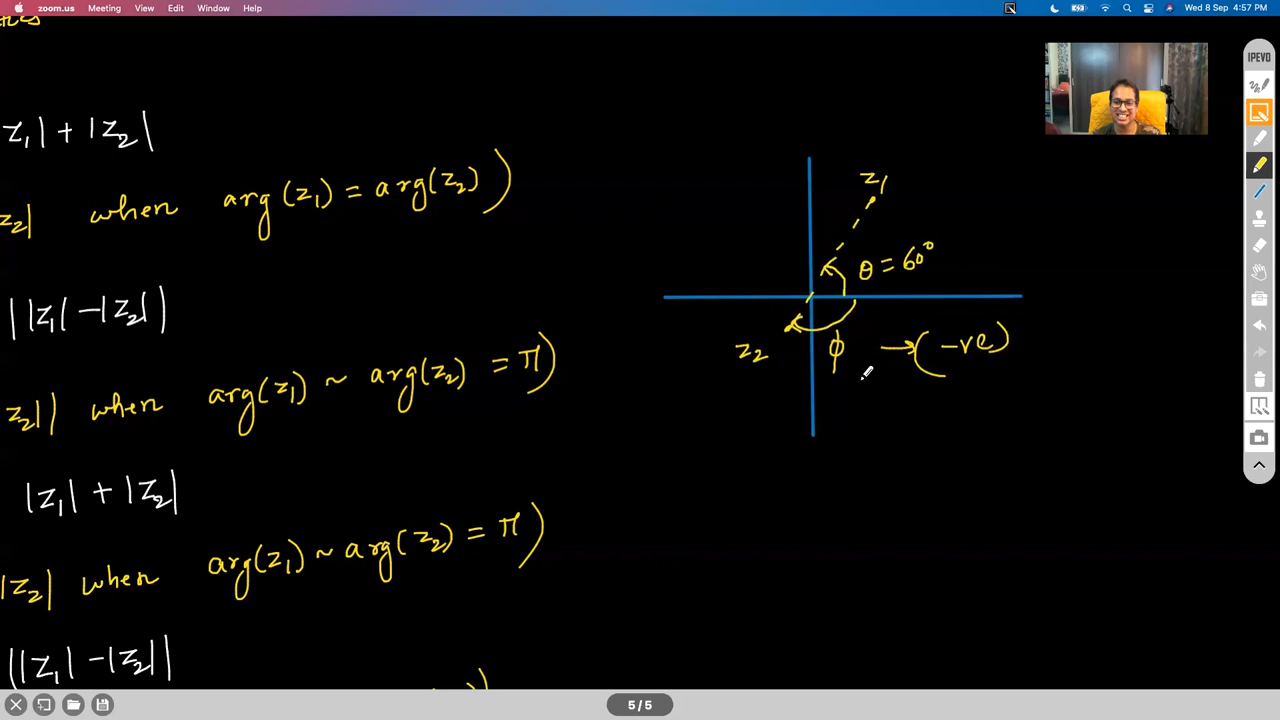 zoom.us Meeting View Edit Window Help
Wed 8 Sep 4:57 PM
IPEVO
z₁| + |z₂|
z₂| when arg(z₁) = arg(z₂))
||z₁| - |z₂||
z₂|| when arg(z₁) ~ arg(z₂) = π)
|z₁| + |z₂|
|z₂| when arg(z₁) ~ arg(z₂) = π)
||z₁| - |z₂||
z₁
θ = 60°
z₂
φ → (-ve)
5/5